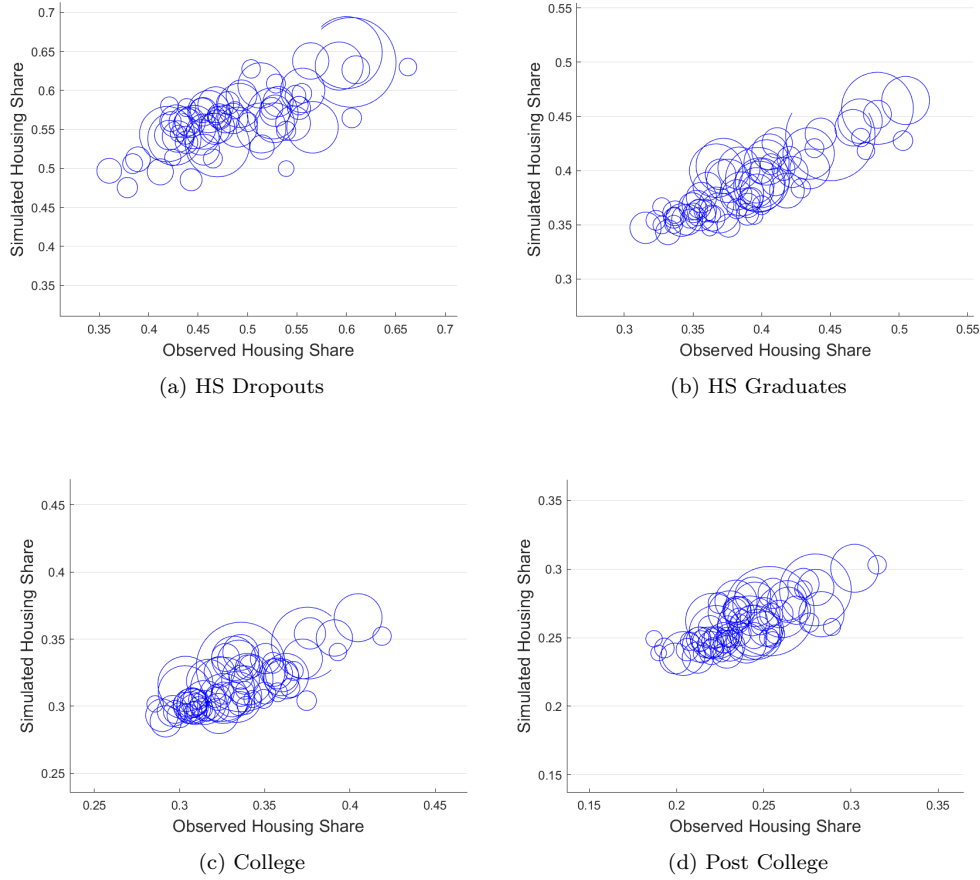 0.7
0.65
0.6
0.55
0.5
0.45
0.4
0.35
Simulated Housing Share
0.35 0.4 0.45 0.5 0.55 0.6 0.65 0.7
Observed Housing Share
(a) HS Dropouts
0.55
0.5
0.45
0.4
0.35
0.3
Simulated Housing Share
0.3 0.35 0.4 0.45 0.5 0.55
Observed Housing Share
(b) HS Graduates
0.45
0.4
0.35
0.3
0.25
Simulated Housing Share
0.25 0.3 0.35 0.4 0.45
Observed Housing Share
(c) College
0.35
0.3
0.25
0.2
0.15
Simulated Housing Share
0.15 0.2 0.25 0.3 0.35
Observed Housing Share
(d) Post College